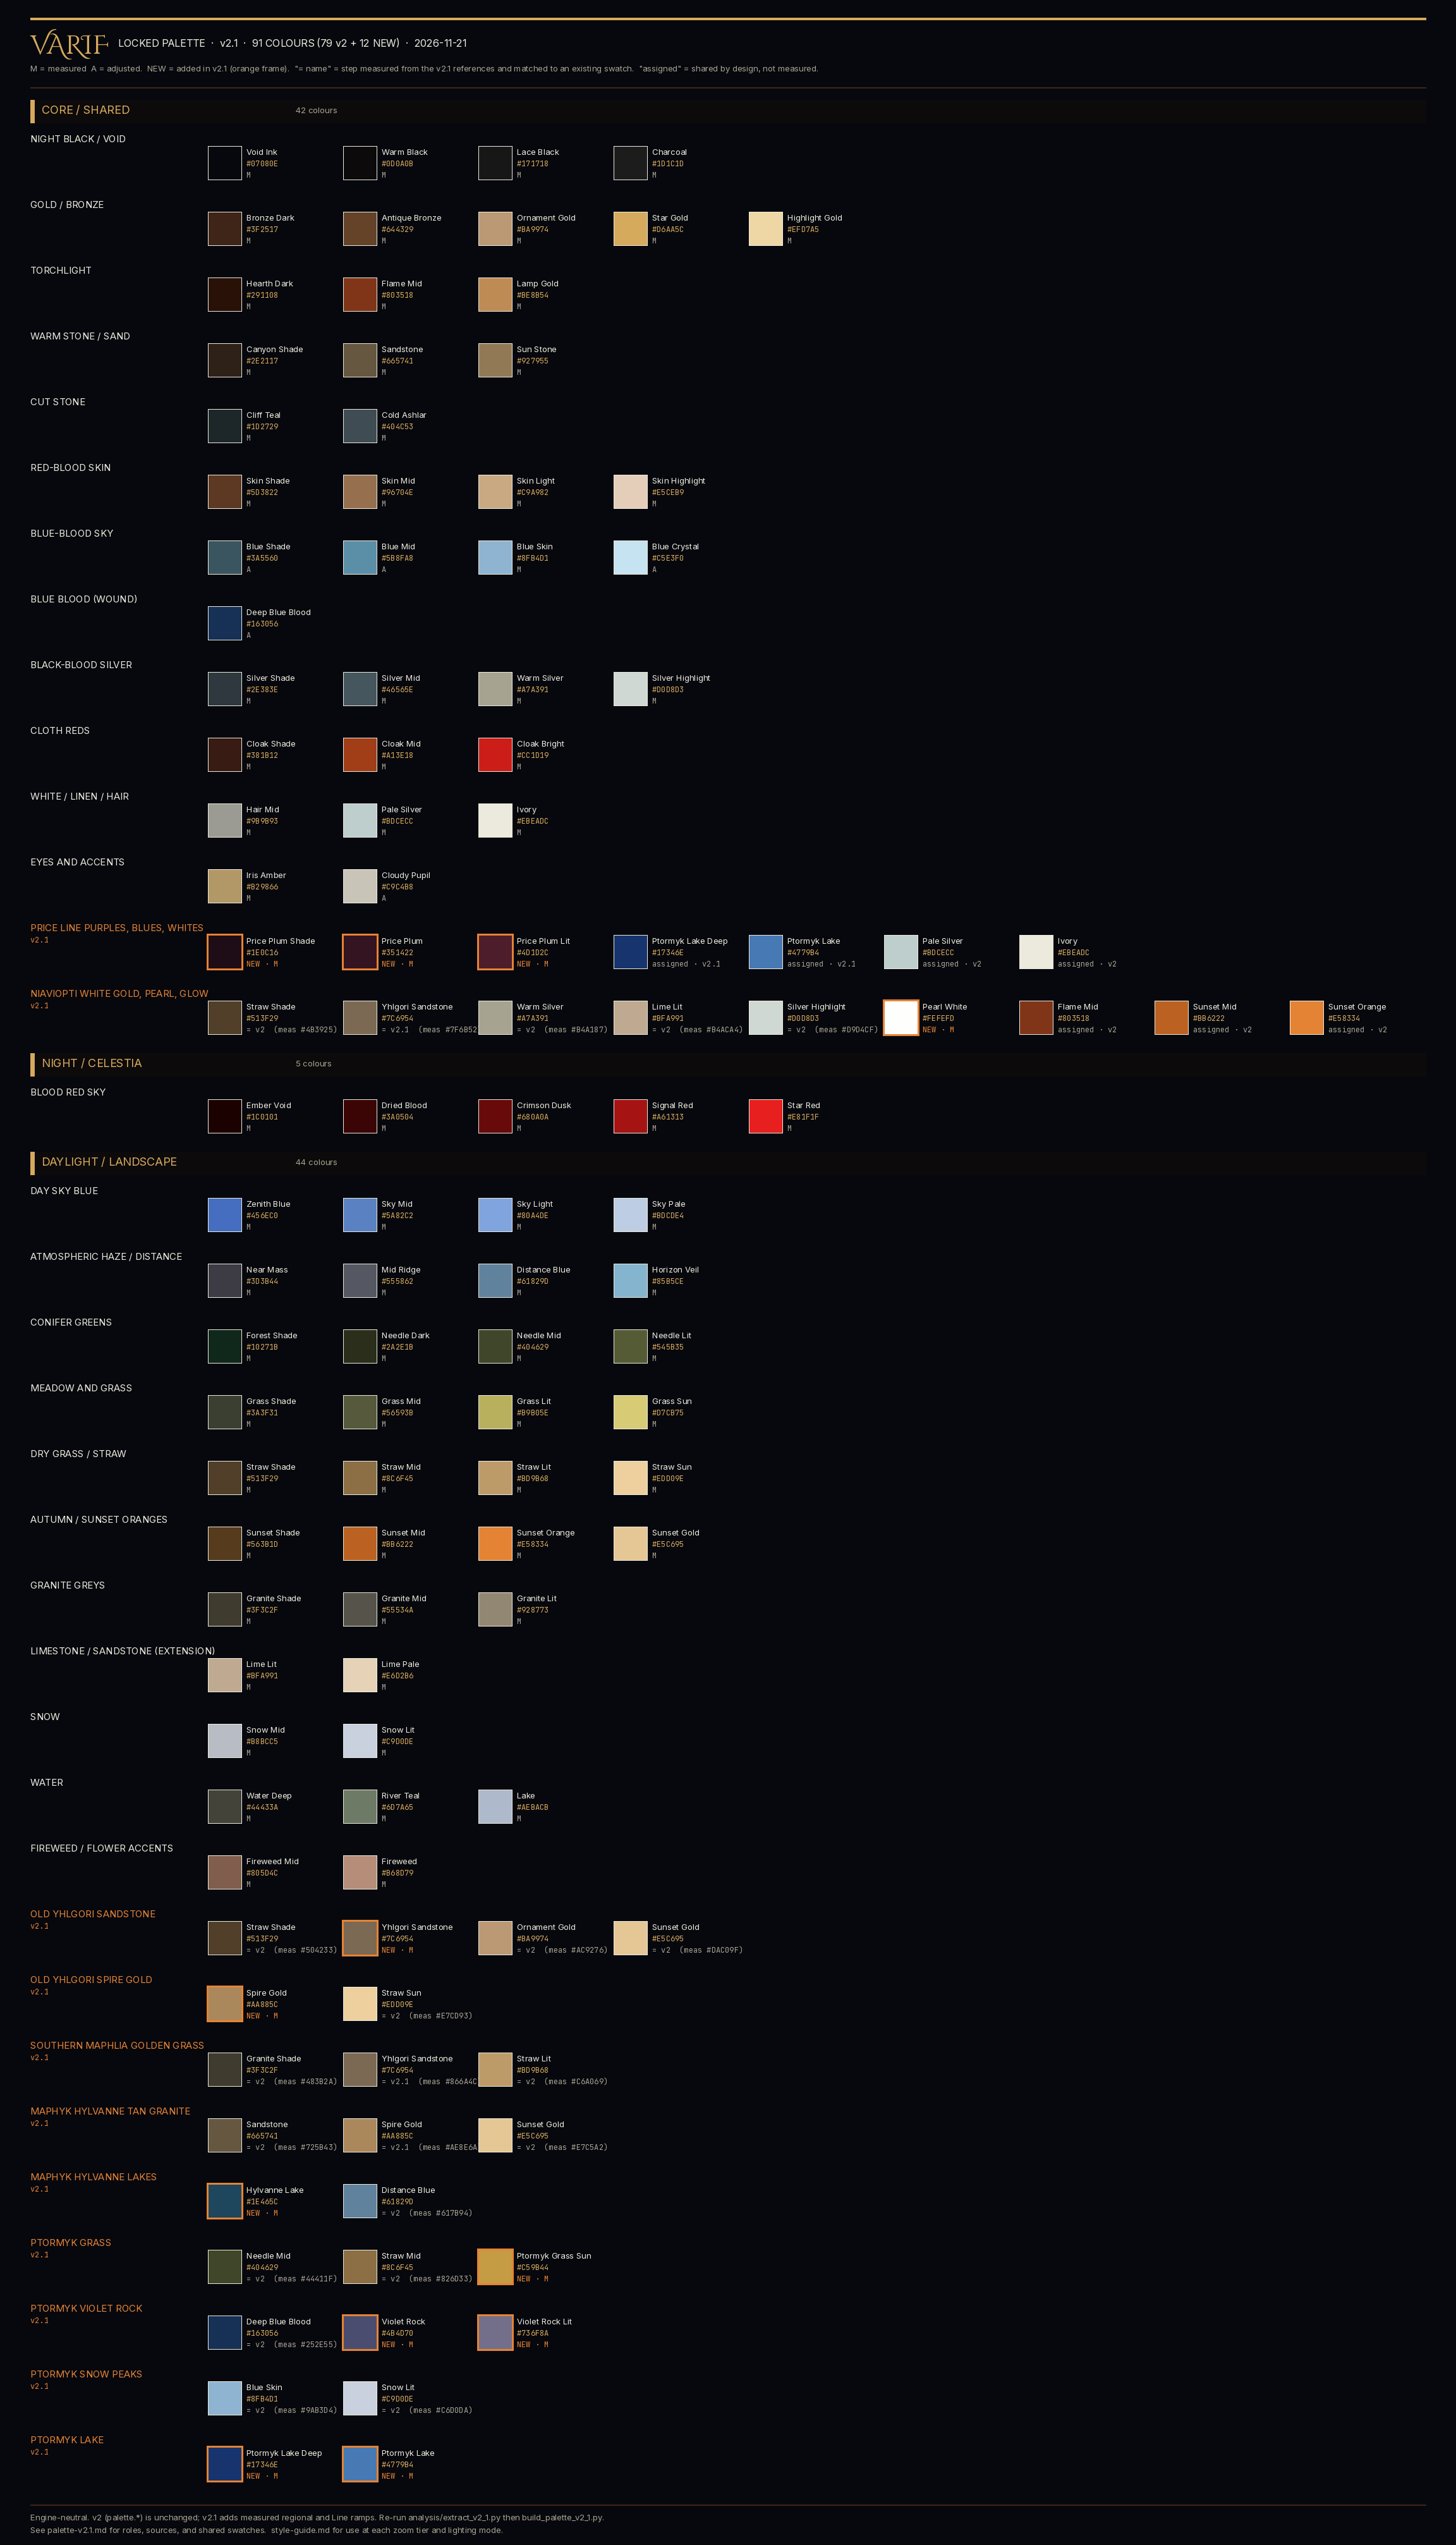 VARIF LOCKED PALETTE · v2.1 · 91 COLOURS (79 v2 + 12 NEW) · 2026-11-21
M = measured A = adjusted. NEW = added in v2.1 (orange frame). "= name" = step measured from the v2.1 references and matched to an existing swatch. "assigned" = shared by design, not measured.
CORE / SHARED 42 colours
NIGHT BLACK / VOID
Void Ink Warm Black Lace Black Charcoal
#07080E #0D0A0B #171718 #1D1C1D
M M M M
GOLD / BRONZE
Bronze Dark Antique Bronze Ornament Gold Star Gold Highlight Gold
#3F2517 #644329 #BA9974 #D6AA5C #EFD7A5
M M M M M
TORCHLIGHT
Hearth Dark Flame Mid Lamp Gold
#291108 #803518 #BE8B54
M M M
WARM STONE / SAND
Canyon Shade Sandstone Sun Stone
#2E2117 #665741 #927955
M M M
CUT STONE
Cliff Teal Cold Ashlar
#1D2729 #404C53
M M
RED-BLOOD SKIN
Skin Shade Skin Mid Skin Light Skin Highlight
#5D3822 #96704E #C9A982 #E5CEB9
M M M M
BLUE-BLOOD SKY
Blue Shade Blue Mid Blue Skin Blue Crystal
#3A5560 #5B8FA8 #8FB4D1 #C5E3F0
A A M A
BLUE BLOOD (WOUND)
Deep Blue Blood
#163056
A
BLACK-BLOOD SILVER
Silver Shade Silver Mid Warm Silver Silver Highlight
#2E383E #46565E #A7A391 #D0D8D3
M M M M
CLOTH REDS
Cloak Shade Cloak Mid Cloak Bright
#381B12 #A13E18 #CC1D19
M M M
WHITE / LINEN / HAIR
Hair Mid Pale Silver Ivory
#9B9B93 #BDCECC #EBEADC
M M M
EYES AND ACCENTS
Iris Amber Cloudy Pupil
#B29866 #C9C4B8
M A
PRICE LINE PURPLES, BLUES, WHITES
v2.1
Price Plum Shade Price Plum Price Plum Lit Ptormyk Lake Deep Ptormyk Lake Pale Silver Ivory
#1E0C16 #351422 #4D1D2C #17346E #4779B4 #BDCECC #EBEADC
NEW · M NEW · M NEW · M assigned · v2.1 assigned · v2.1 assigned · v2 assigned · v2
NIAVIOPTI WHITE GOLD, PEARL, GLOW
v2.1
Straw Shade Yhlgori Sandstone Warm Silver Lime Lit Silver Highlight Pearl White Flame Mid Sunset Mid Sunset Orange
#513F29 #7C6954 #A7A391 #BFA991 #D0D8D3 #FEFEFD #803518 #BB6222 #E58334
= v2 (meas #4B3925) = v2.1 (meas #7F6B52 = v2 (meas #B4A187) = v2 (meas #B4ACA4) = v2 (meas #D9D4CF) NEW · M assigned · v2 assigned · v2 assigned · v2
NIGHT / CELESTIA 5 colours
BLOOD RED SKY
Ember Void Dried Blood Crimson Dusk Signal Red Star Red
#1C0101 #3A0504 #680A0A #A61313 #E81F1F
M M M M M
DAYLIGHT / LANDSCAPE 44 colours
DAY SKY BLUE
Zenith Blue Sky Mid Sky Light Sky Pale
#456EC0 #5A82C2 #80A4DE #BDCDE4
M M M M
ATMOSPHERIC HAZE / DISTANCE
Near Mass Mid Ridge Distance Blue Horizon Veil
#3D3B44 #555862 #61829D #85B5CE
M M M M
CONIFER GREENS
Forest Shade Needle Dark Needle Mid Needle Lit
#10271B #2A2E1B #404629 #545B35
M M M M
MEADOW AND GRASS
Grass Shade Grass Mid Grass Lit Grass Sun
#3A3F31 #56593B #B9B05E #D7CB75
M M M M
DRY GRASS / STRAW
Straw Shade Straw Mid Straw Lit Straw Sun
#513F29 #8C6F45 #BD9B68 #EDD09E
M M M M
AUTUMN / SUNSET ORANGES
Sunset Shade Sunset Mid Sunset Orange Sunset Gold
#563B1D #BB6222 #E58334 #E5C695
M M M M
GRANITE GREYS
Granite Shade Granite Mid Granite Lit
#3F3C2F #55534A #928773
M M M
LIMESTONE / SANDSTONE (EXTENSION)
Lime Lit Lime Pale
#BFA991 #E6D2B6
M M
SNOW
Snow Mid Snow Lit
#B8BCC5 #C9D0DE
M M
WATER
Water Deep River Teal Lake
#44433A #6D7A65 #AEBACB
M M M
FIREWEED / FLOWER ACCENTS
Fireweed Mid Fireweed
#805D4C #B68D79
M M
OLD YHLGORI SANDSTONE
v2.1
Straw Shade Yhlgori Sandstone Ornament Gold Sunset Gold
#513F29 #7C6954 #BA9974 #E5C695
= v2 (meas #504233) NEW · M = v2 (meas #AC9276) = v2 (meas #DAC09F)
OLD YHLGORI SPIRE GOLD
v2.1
Spire Gold Straw Sun
#AA885C #EDD09E
NEW · M = v2 (meas #E7CD93)
SOUTHERN MAPHLIA GOLDEN GRASS
v2.1
Granite Shade Yhlgori Sandstone Straw Lit
#3F3C2F #7C6954 #BD9B68
= v2 (meas #483B2A) = v2.1 (meas #866A4C = v2 (meas #C6A069)
MAPHYK HYLVANNE TAN GRANITE
v2.1
Sandstone Spire Gold Sunset Gold
#665741 #AA885C #E5C695
= v2 (meas #725B43) = v2.1 (meas #AE8E6A = v2 (meas #E7C5A2)
MAPHYK HYLVANNE LAKES
v2.1
Hylvanne Lake Distance Blue
#1E465C #61829D
NEW · M = v2 (meas #617B94)
PTORMYK GRASS
v2.1
Needle Mid Straw Mid Ptormyk Grass Sun
#404629 #8C6F45 #C59B44
= v2 (meas #44411F) = v2 (meas #826D33) NEW · M
PTORMYK VIOLET ROCK
v2.1
Deep Blue Blood Violet Rock Violet Rock Lit
#163056 #4B4D70 #736F8A
= v2 (meas #252E55) NEW · M NEW · M
PTORMYK SNOW PEAKS
v2.1
Blue Skin Snow Lit
#8FB4D1 #C9D0DE
= v2 (meas #9AB3D4) = v2 (meas #C6D0DA)
PTORMYK LAKE
v2.1
Ptormyk Lake Deep Ptormyk Lake
#17346E #4779B4
NEW · M NEW · M
Engine-neutral. v2 (palette.*) is unchanged; v2.1 adds measured regional and Line ramps. Re-run analysis/extract_v2_1.py then build_palette_v2_1.py.
See palette-v2.1.md for roles, sources, and shared swatches. style-guide.md for use at each zoom tier and lighting mode.